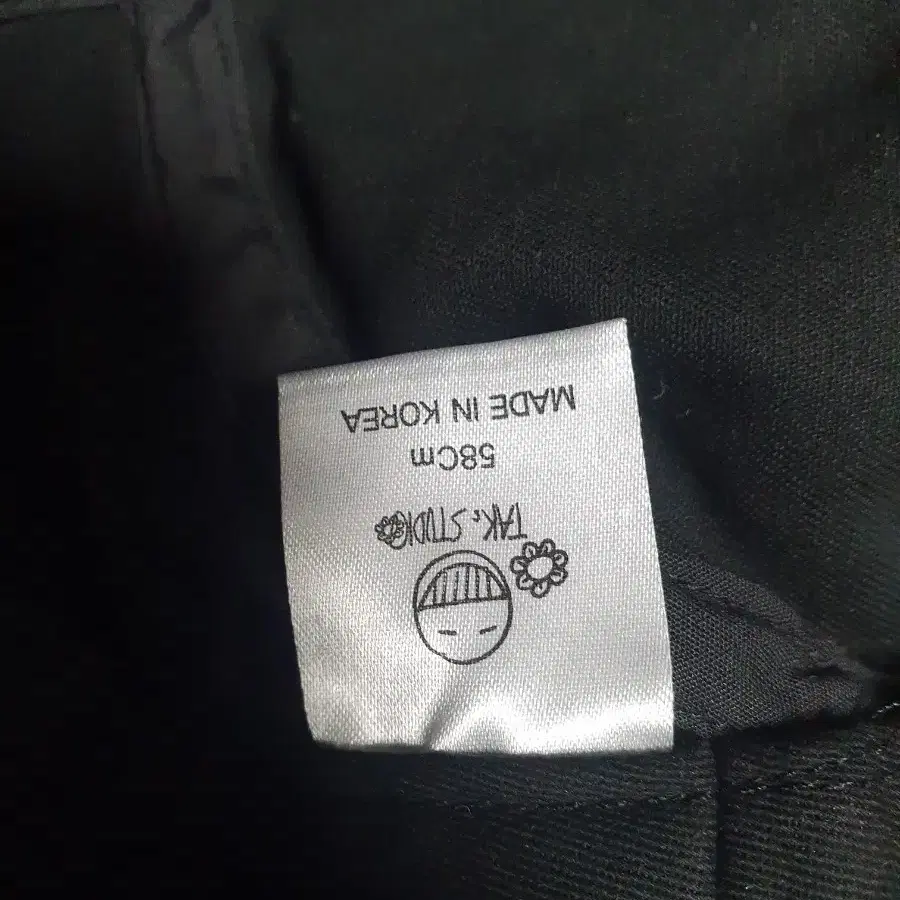 TAK's STUDIO
58Cm
MADE IN KOREA